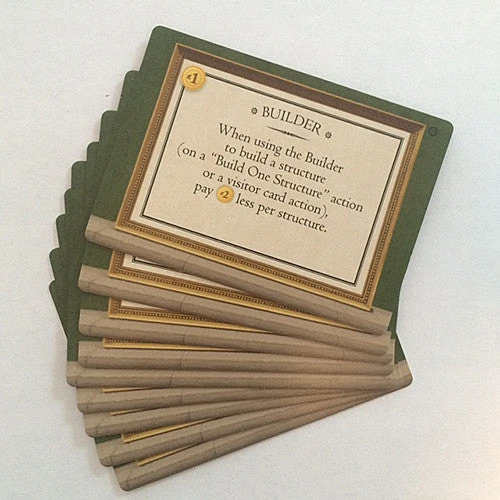 £1
BUILDER
When using the Builder
to build a structure
(on a "Build One Structure" action
or a visitor card action),
pay £2 less per structure.